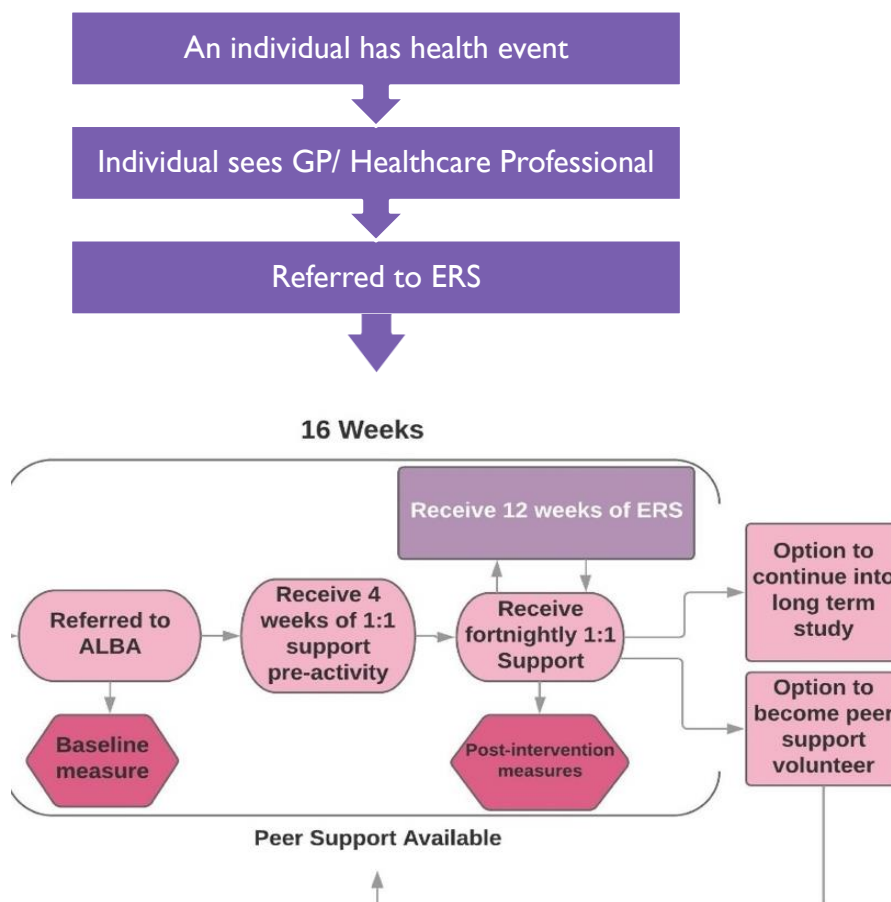 An individual has health event
Individual sees GP/ Healthcare Professional
Referred to ERS
16 Weeks
Receive 12 weeks of ERS
Referred to
ALBA
Receive 4
weeks of 1:1
support
pre-activity
Receive
fortnightly 1:1
Support
Option to
continue into
long term
study
Baseline
measure
Post-intervention
measures
Option to
become peer
support
volunteer
Peer Support Available